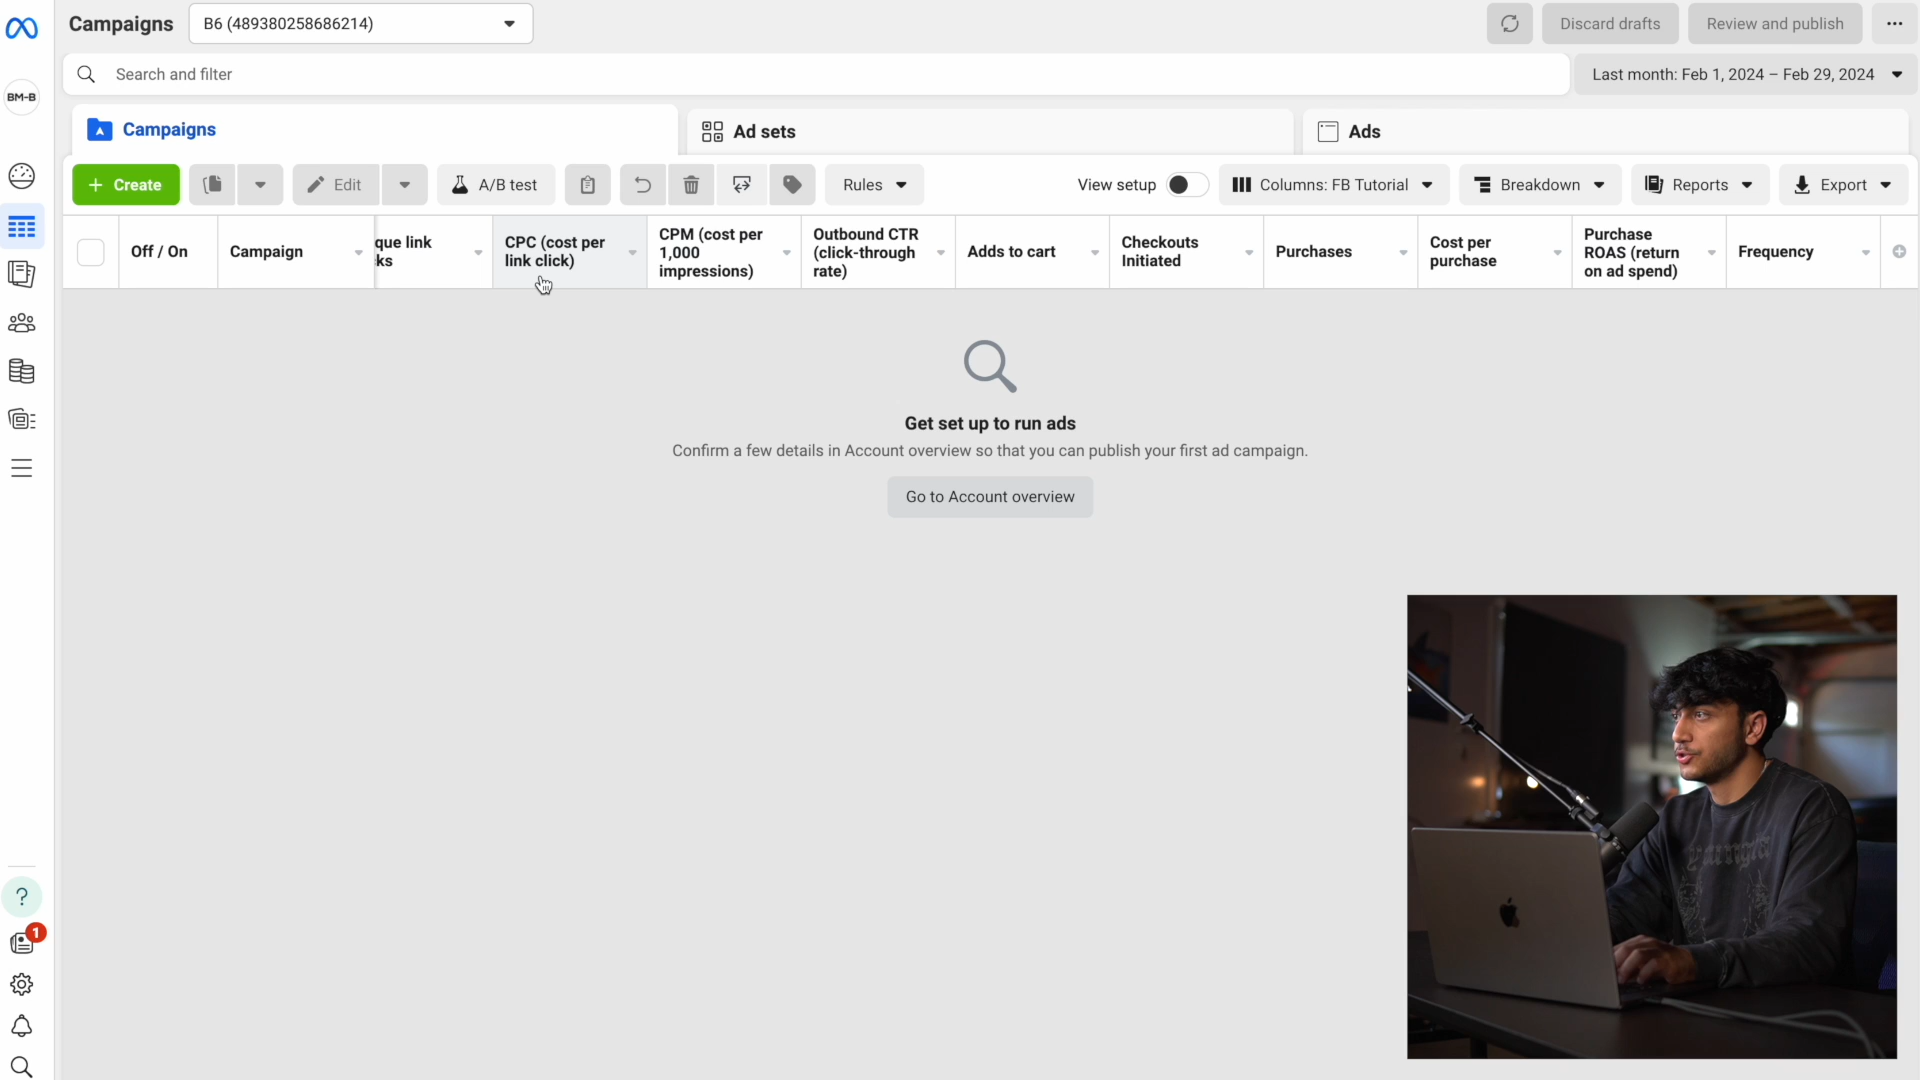 Campaigns
B6 (489380258686214)
Discard drafts
Review and publish
BM-B
Search and filter
Last month: Feb 1, 2024 – Feb 29, 2024
Campaigns
Ad sets
Ads
+ Create
Edit
A/B test
Rules
View setup
Columns: FB Tutorial
Breakdown
Reports
Export
Off / On
Campaign
que link
ks
CPC (cost per
link click)
CPM (cost per
1,000
impressions)
Outbound CTR
(click-through
rate)
Adds to cart
Checkouts
Initiated
Purchases
Cost per
purchase
Purchase
ROAS (return
on ad spend)
Frequency
Get set up to run ads
Confirm a few details in Account overview so that you can publish your first ad campaign.
Go to Account overview
?
1